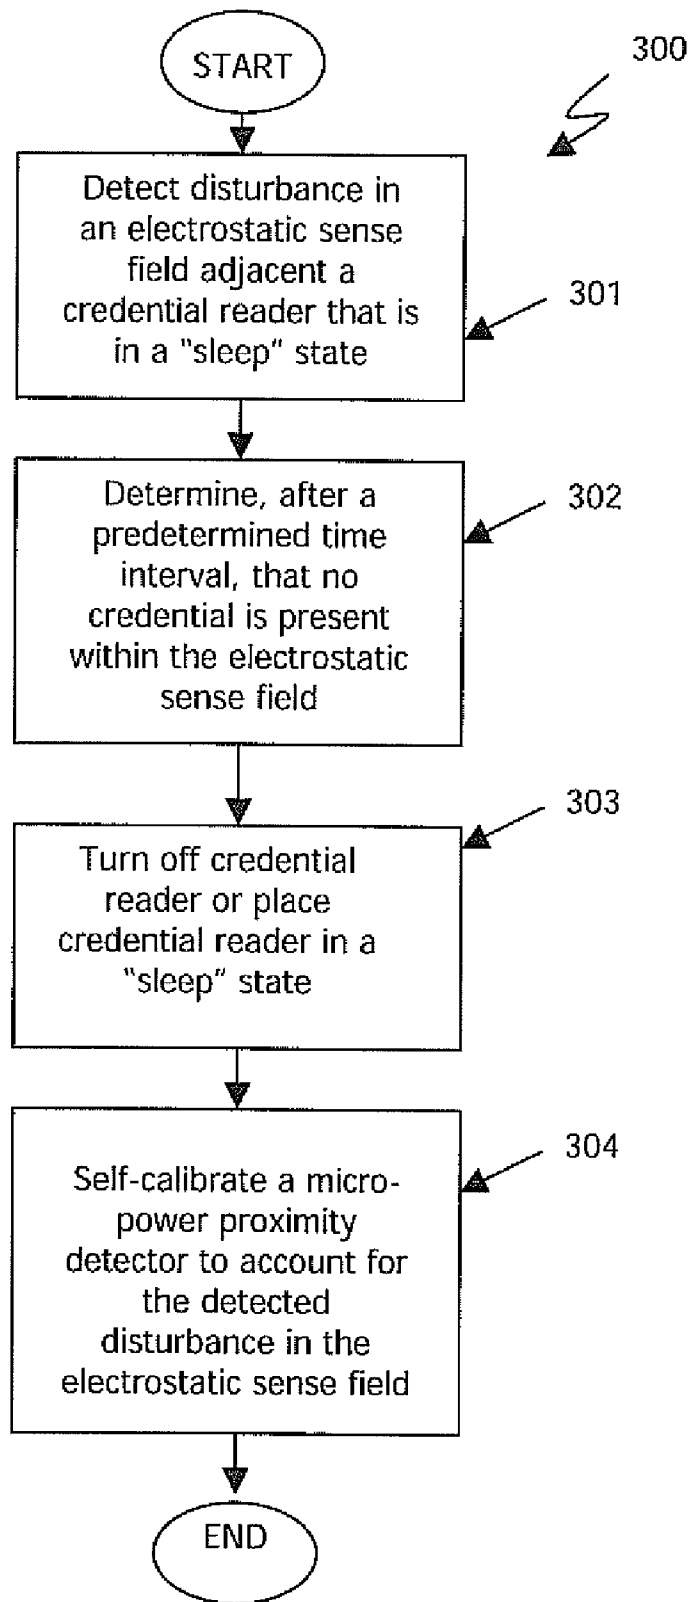 START
300
Detect disturbance in
an electrostatic sense
field adjacent a
credential reader that is
in a "sleep" state
301
Determine, after a
predetermined time
interval, that no
credential is present
within the electrostatic
sense field
302
Turn off credential
reader or place
credential reader in a
"sleep" state
303
Self-calibrate a micro-
power proximity
detector to account for
the detected
disturbance in the
electrostatic sense field
304
END